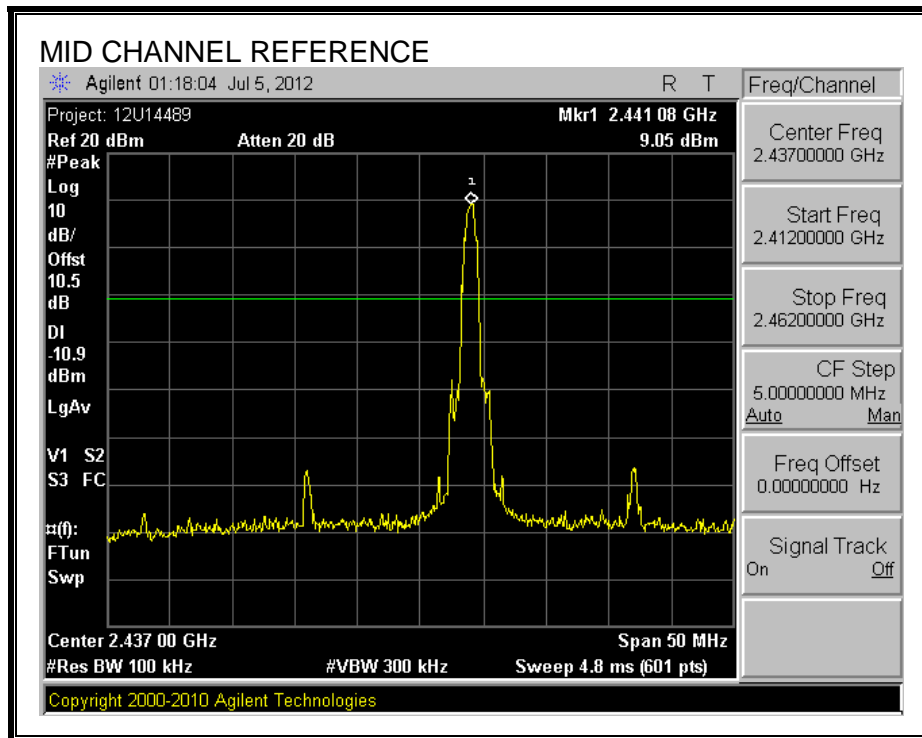 MID CHANNEL REFERENCE
Agilent 01:18:04 Jul 5, 2012 R T
Project: 12U14489 Mkr1 2.441 08 GHz
Ref 20 dBm Atten 20 dB 9.05 dBm
#Peak
Log
10
dB/
Offst
10.5
dB
DI
-10.9
dBm
LgAv
V1 S2
S3 FC
¤(f):
FTun
Swp
1
Center 2.437 00 GHz Span 50 MHz
#Res BW 100 kHz #VBW 300 kHz Sweep 4.8 ms (601 pts)
Copyright 2000-2010 Agilent Technologies
Freq/Channel
Center Freq
2.43700000 GHz
Start Freq
2.41200000 GHz
Stop Freq
2.46200000 GHz
CF Step
5.00000000 MHz
Auto Man
Freq Offset
0.00000000 Hz
Signal Track
On Off